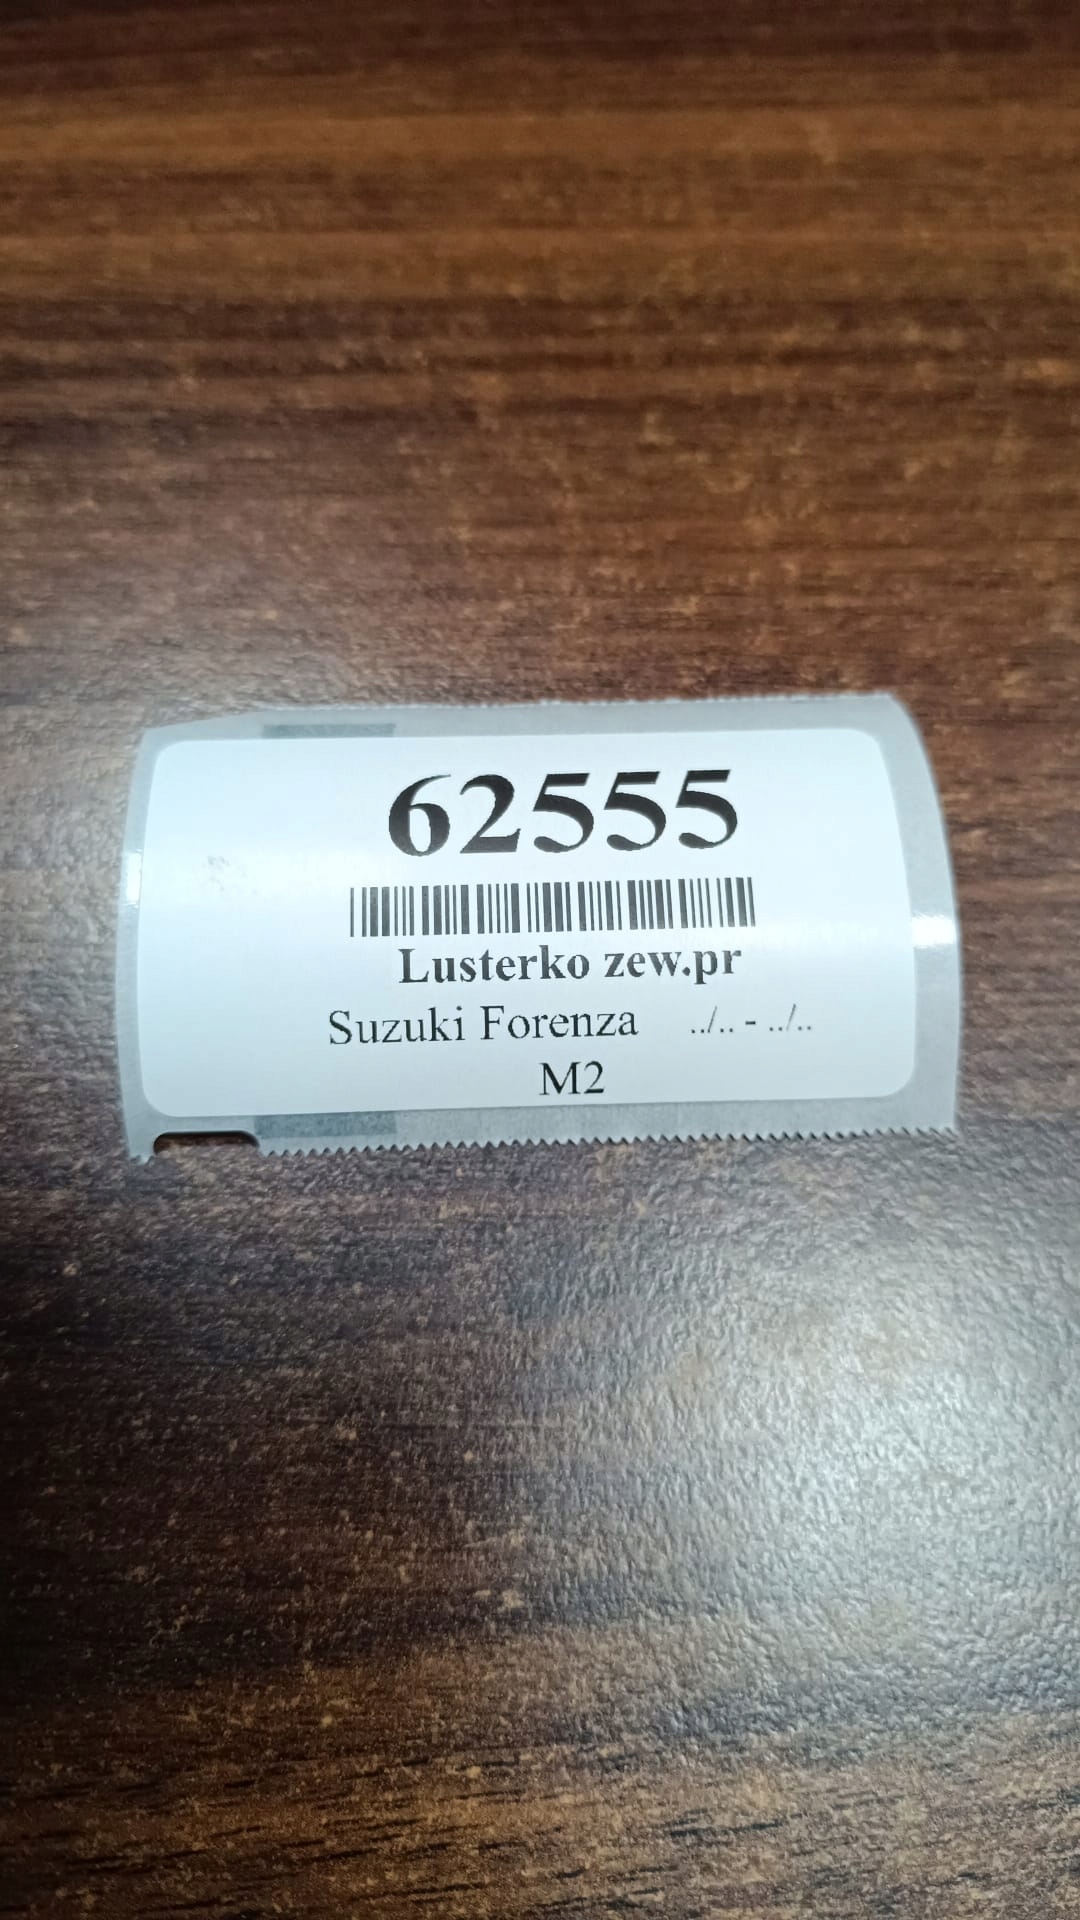 62555
Lusterko zew.pr
Suzuki Forenza ../.. - ../..
M2